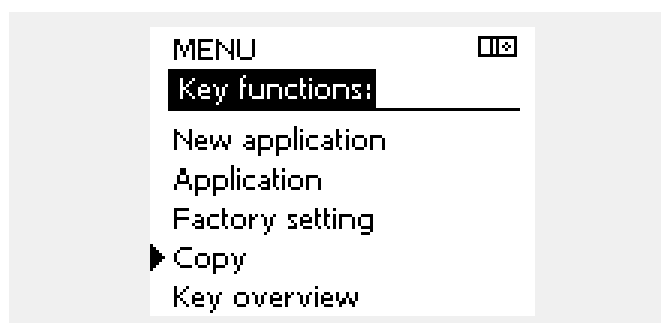 MENU
Key functions:
New application
Application
Factory setting
Copy
Key overview